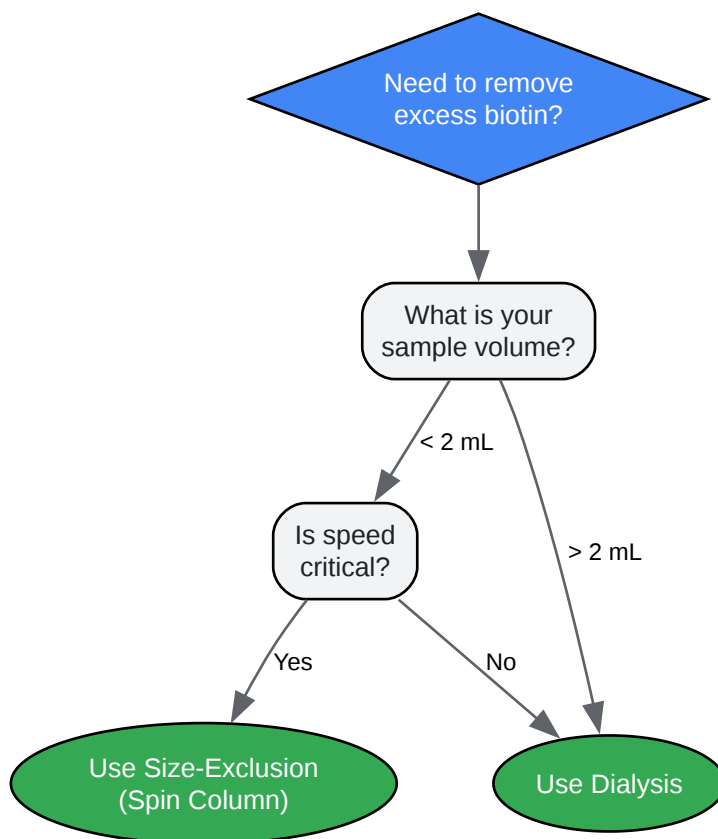 Need to remove
excess biotin?
What is your
sample volume?
< 2 mL
Is speed
critical?
> 2 mL
Yes
No
Use Size-Exclusion
(Spin Column)
Use Dialysis